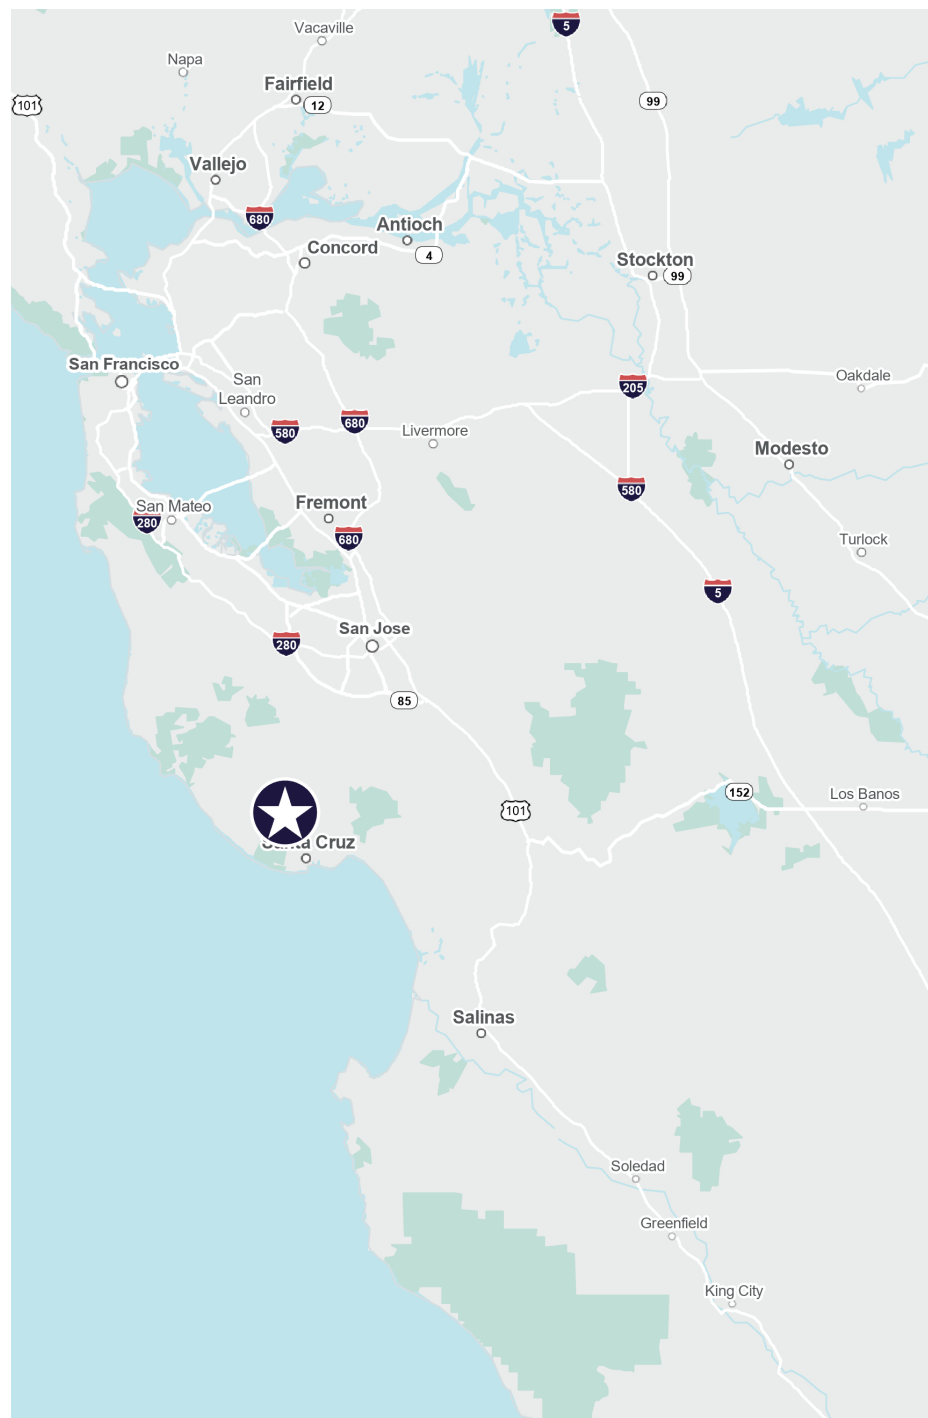 5
Vacaville
Napa
Fairfield
101
12
99
Vallejo
680
Antioch
Concord
4
Stockton
99
San Francisco
San
Leandro
205
Oakdale
680
580
Livermore
Modesto
580
Fremont
San Mateo
280
680
Turlock
5
San Jose
280
85
152
Los Banos
101
Cruz
Salinas
Soledad
Greenfield
King City